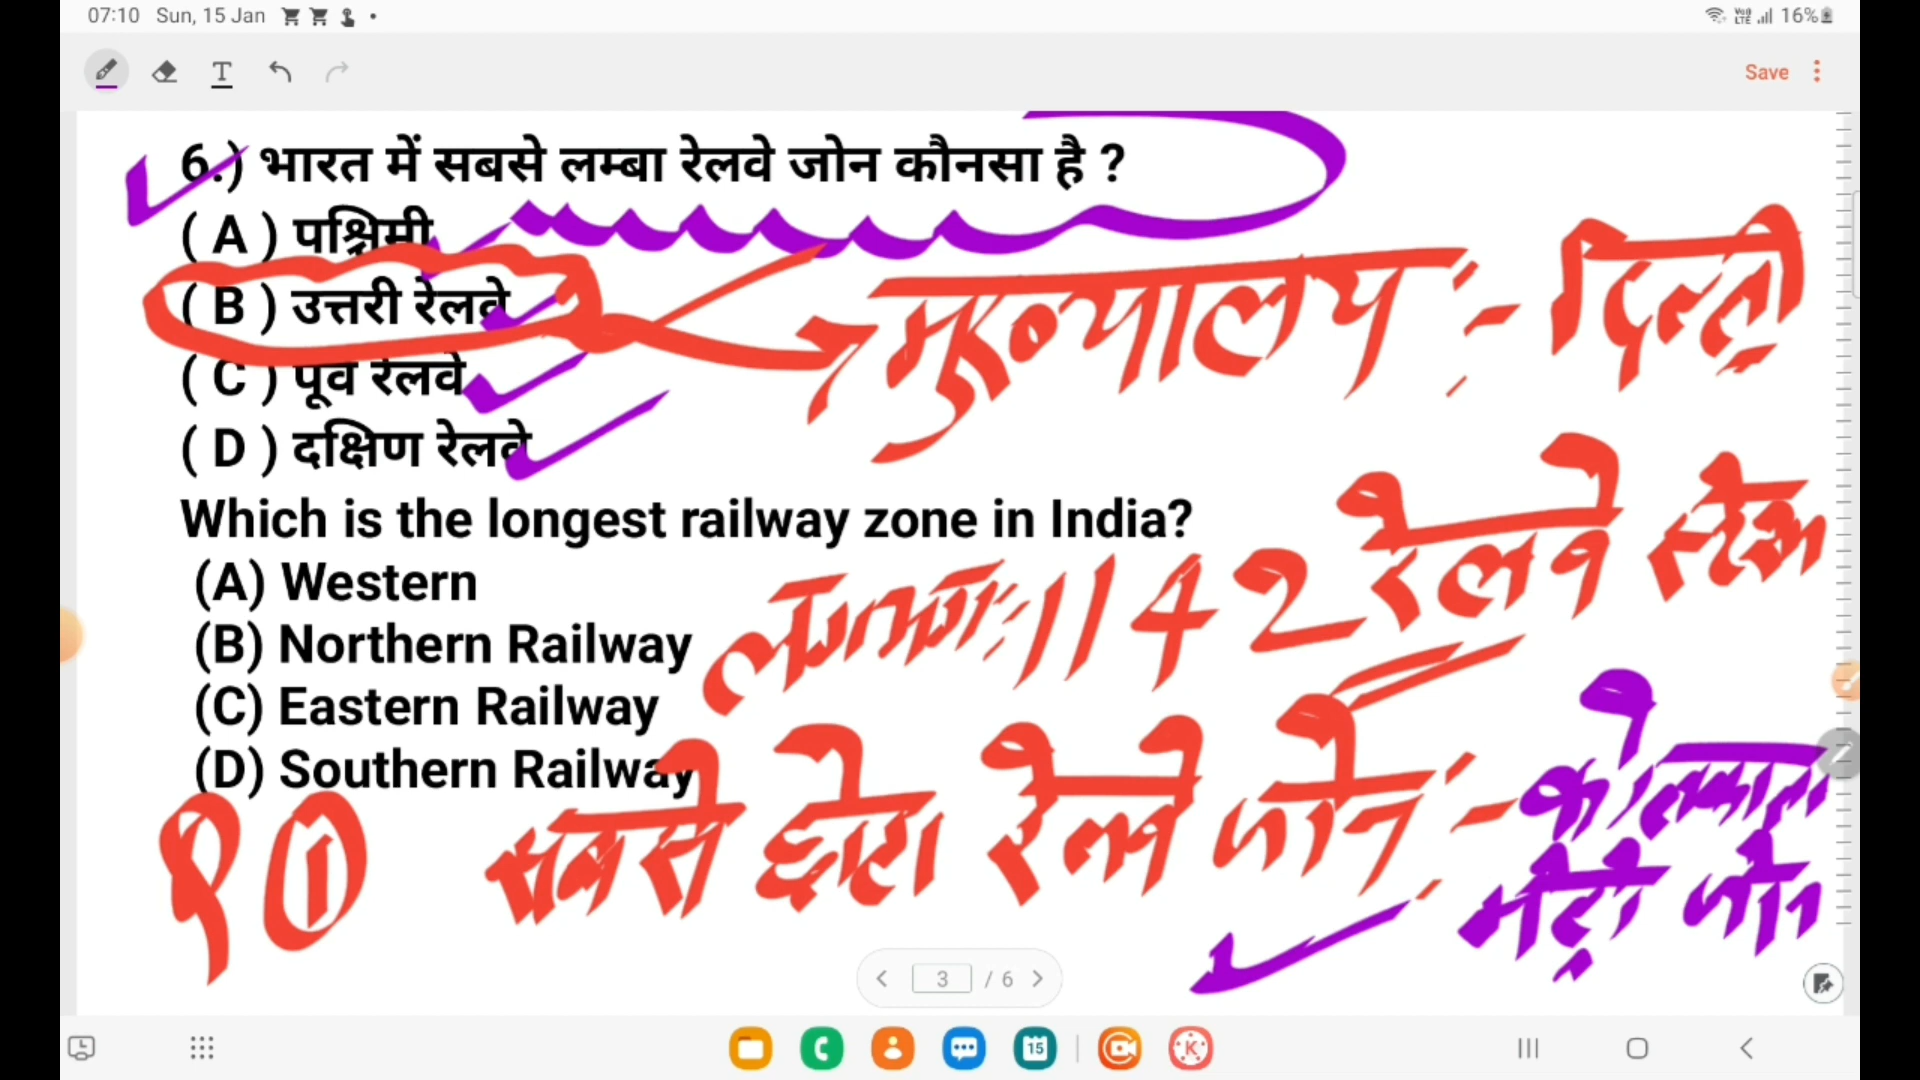 07:10 Sun, 15 Jan
16%
Save
6.) भारत में सबसे लम्बा रेलवे जोन कौनसा है ?
( A ) पश्चिमी
( B ) उत्तरी रेलवे
( C ) पूर्व रेलवे
( D ) दक्षिण रेलवे
मुख्यालय :- दिल्ली
Which is the longest railway zone in India?
(A) Western
(B) Northern Railway
(C) Eastern Railway
(D) Southern Railway
1142 रेलवे
सबसे छोटा रेलवे जोन :- कोलकाता
मेट्रो जोन
3 / 6
15